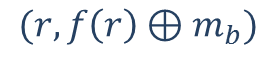 (r, f(r) ⊕ m_b)